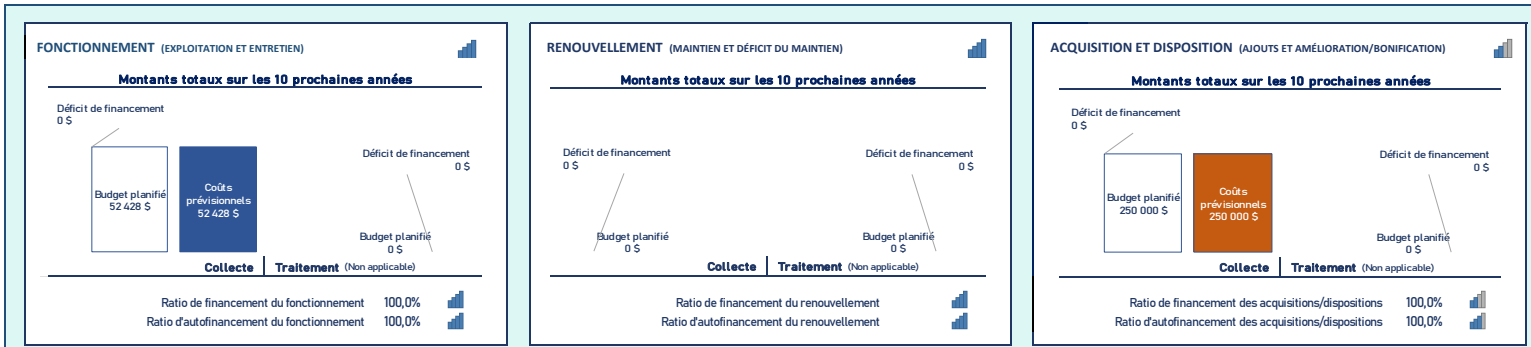 FONCTIONNEMENT (EXPLOITATION ET ENTRETIEN)
Montants totaux sur les 10 prochaines années
Déficit de financement
0 $
Budget planifié
52 428 $
Coûts
prévisionnels
52 428 $
Déficit de financement
0 $
Budget planifié
0 $
Collecte
Traitement (Non applicable)
Ratio de financement du fonctionnement 100,0%
Ratio d'autofinancement du fonctionnement 100,0%
RENOUVELLEMENT (MAINTIEN ET DÉFICIT DU MAINTIEN)
Montants totaux sur les 10 prochaines années
Déficit de financement
0 $
Budget planifié
0 $
Déficit de financement
0 $
Budget planifié
0 $
Collecte
Traitement (Non applicable)
Ratio de financement du renouvellement
Ratio d'autofinancement du renouvellement
ACQUISITION ET DISPOSITION (AJOUTS ET AMÉLIORATION/BONIFICATION)
Montants totaux sur les 10 prochaines années
Déficit de financement
0 $
Budget planifié
250 000 $
Coûts
prévisionnels
250 000 $
Déficit de financement
0 $
Budget planifié
0 $
Collecte
Traitement (Non applicable)
Ratio de financement des acquisitions/dispositions 100,0%
Ratio d'autofinancement des acquisitions/dispositions 100,0%